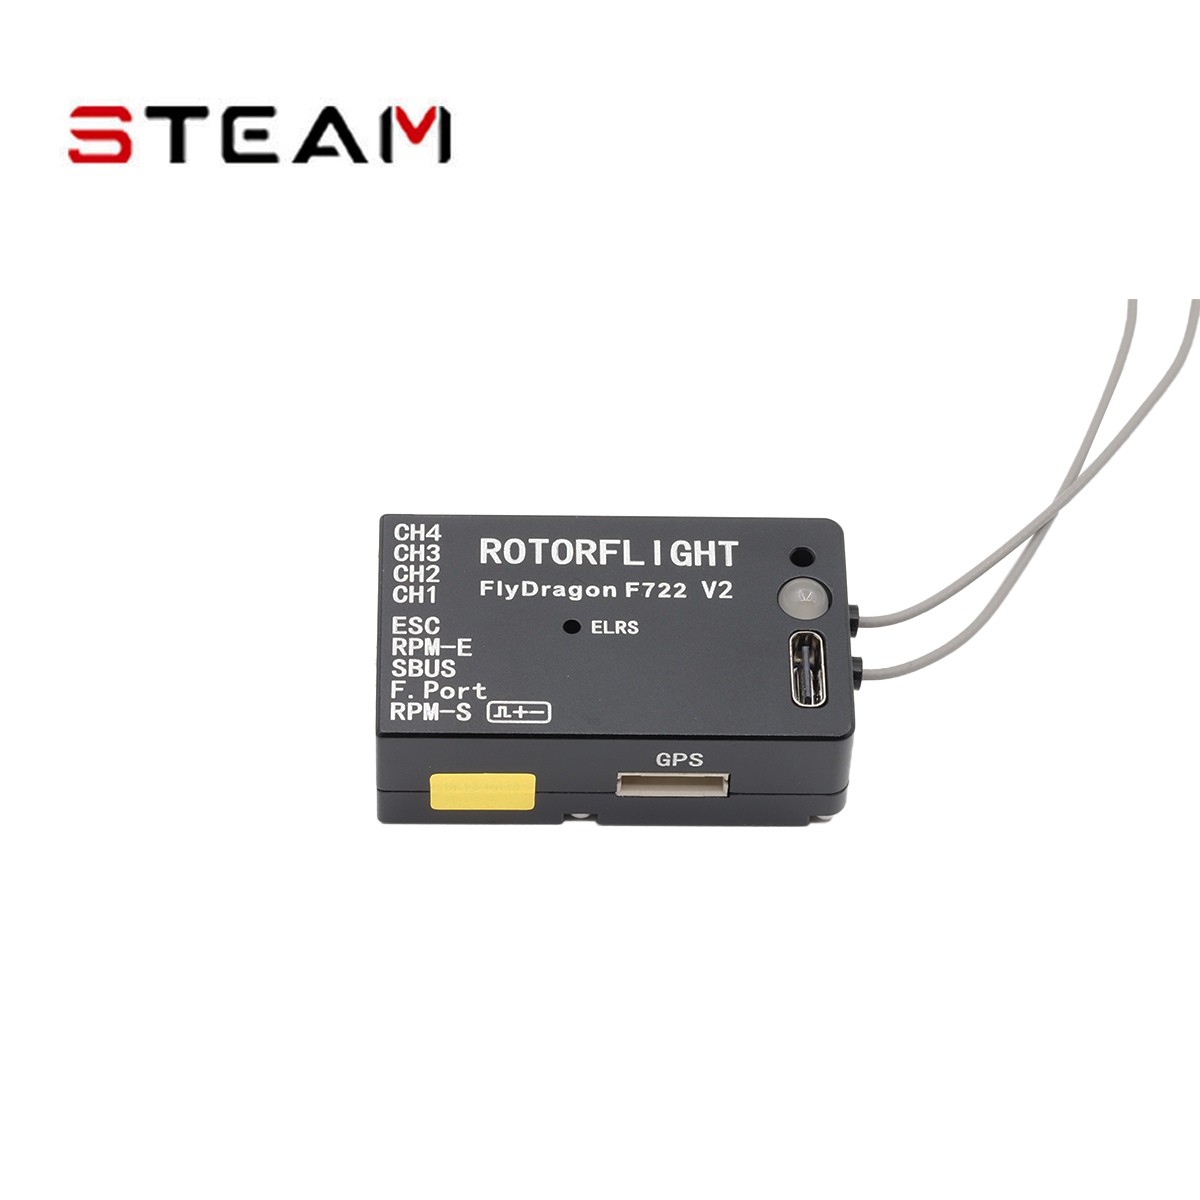 STEAM
CH4
CH3
CH2
CH1
ROTORFLIGHT
FlyDragon F722 V2
ELRS
ESC
RPM-E
SBUS
F.Port
RPM-S
GPS